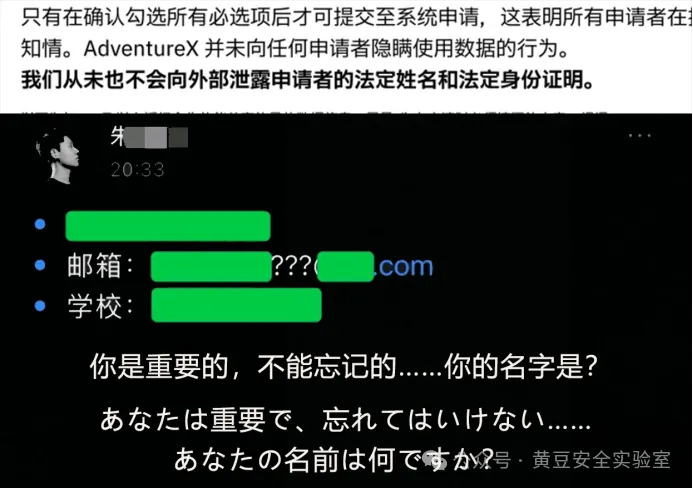 只有在确认勾选所有必选项后才可提交至系统申请，这表明所有申请者在
知情。AdventureX 并未向任何申请者隐瞒使用数据的行为。
我们从未也不会向外部泄露申请者的法定姓名和法定身份证明。
朱
20:33
邮箱： ???@ .com
学校：
你是重要的，不能忘记的……你的名字是？
あなたは重要で、忘れてはいけない……
あなたの名前は何ですか？
公众号 · 黄豆安全实验室